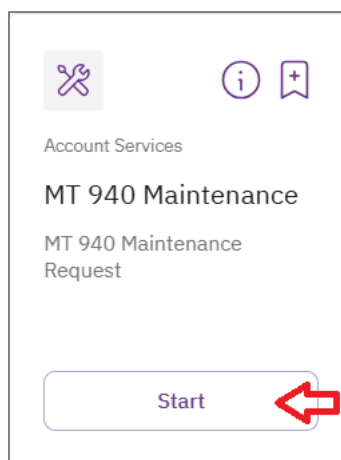 Account Services
MT 940 Maintenance
MT 940 Maintenance
Request
Start